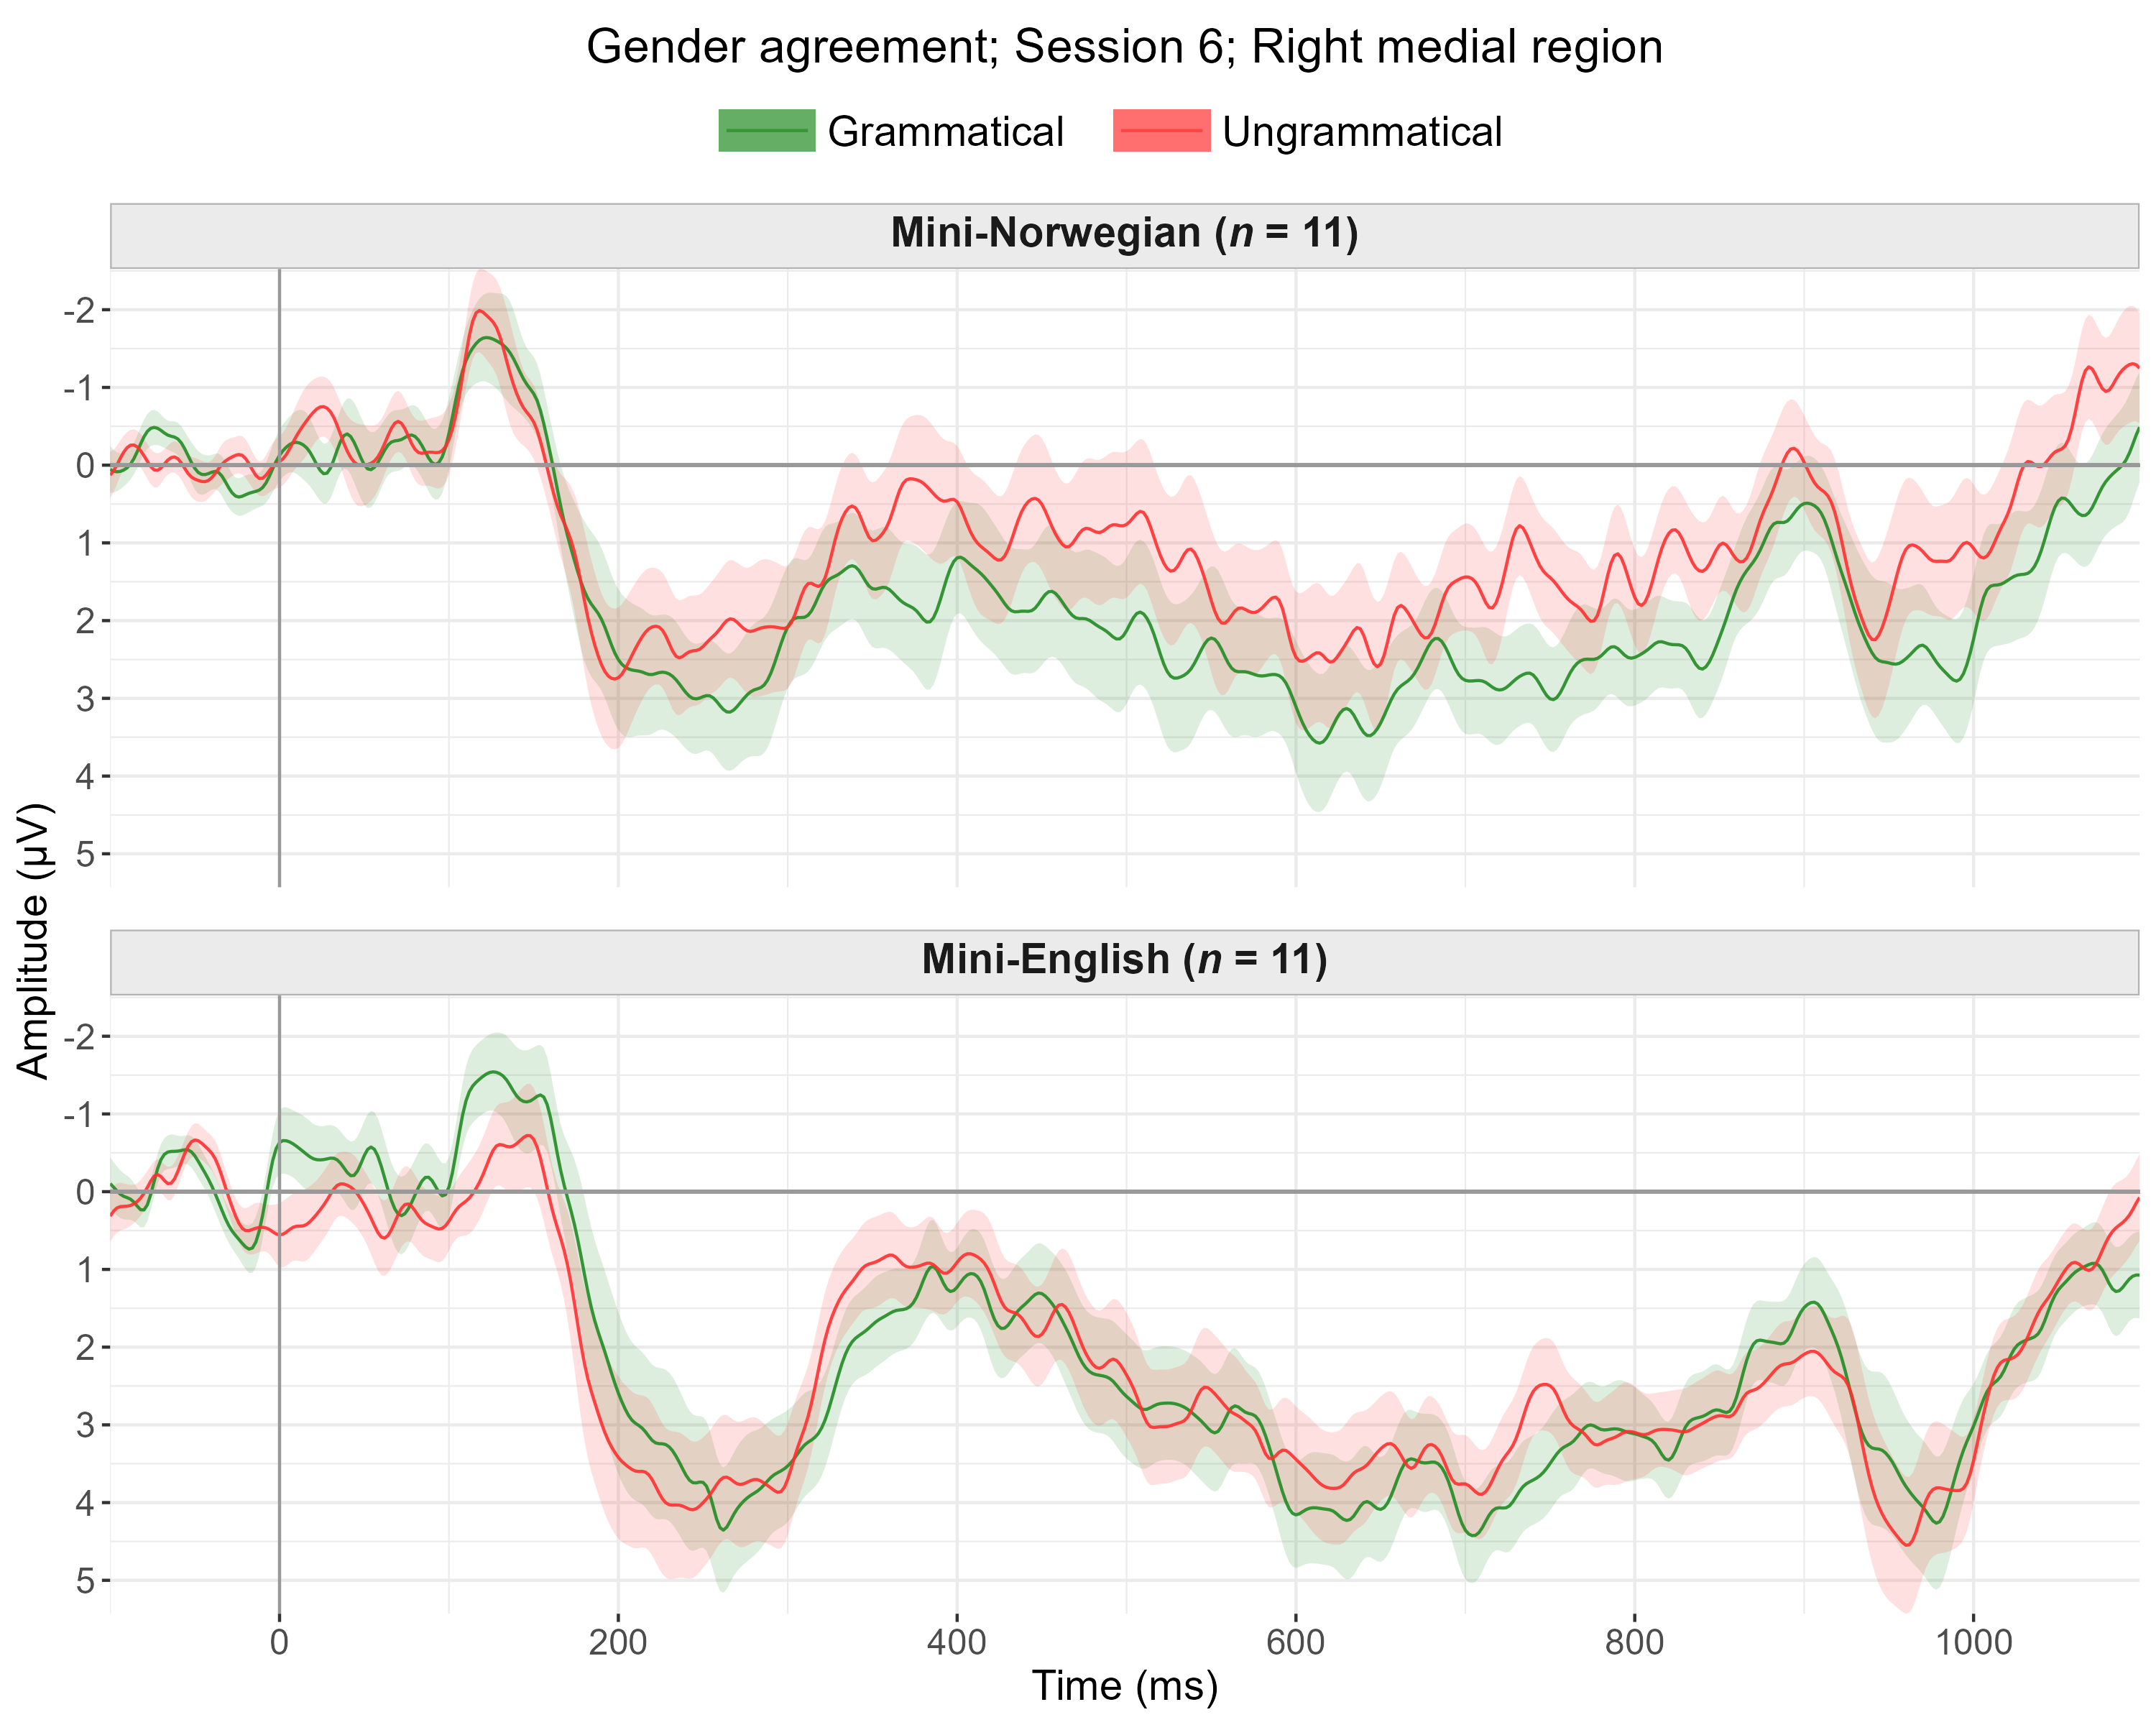 Gender agreement; Session 6; Right medial region
Grammatical Ungrammatical
Mini-Norwegian (n = 11)
-2
-1
0
1
2
3
4
5
Amplitude (µV)
Mini-English (n = 11)
-2
-1
0
1
2
3
4
5
0 200 400 600 800 1000
Time (ms)